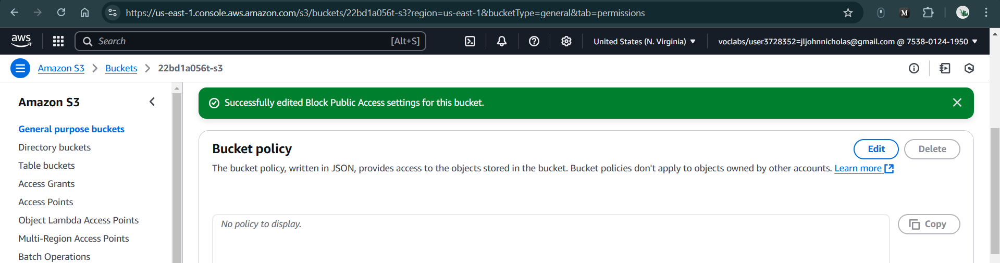 https://us-east-1.console.aws.amazon.com/s3/buckets/22bd1a056t-s3?region=us-east-1&bucketType=general&tab=permissions
M
aws
Search
[Alt+S]
United States (N. Virginia)
voclabs/user3728352=jljohnnicholas@gmail.com @ 7538-0124-1950
Amazon S3
Buckets
22bd1a056t-s3
Amazon S3
General purpose buckets
Directory buckets
Table buckets
Access Grants
Access Points
Object Lambda Access Points
Multi-Region Access Points
Batch Operations
Successfully edited Block Public Access settings for this bucket.
Bucket policy
Edit
Delete
The bucket policy, written in JSON, provides access to the objects stored in the bucket. Bucket policies don't apply to objects owned by other accounts. Learn more
No policy to display.
Copy